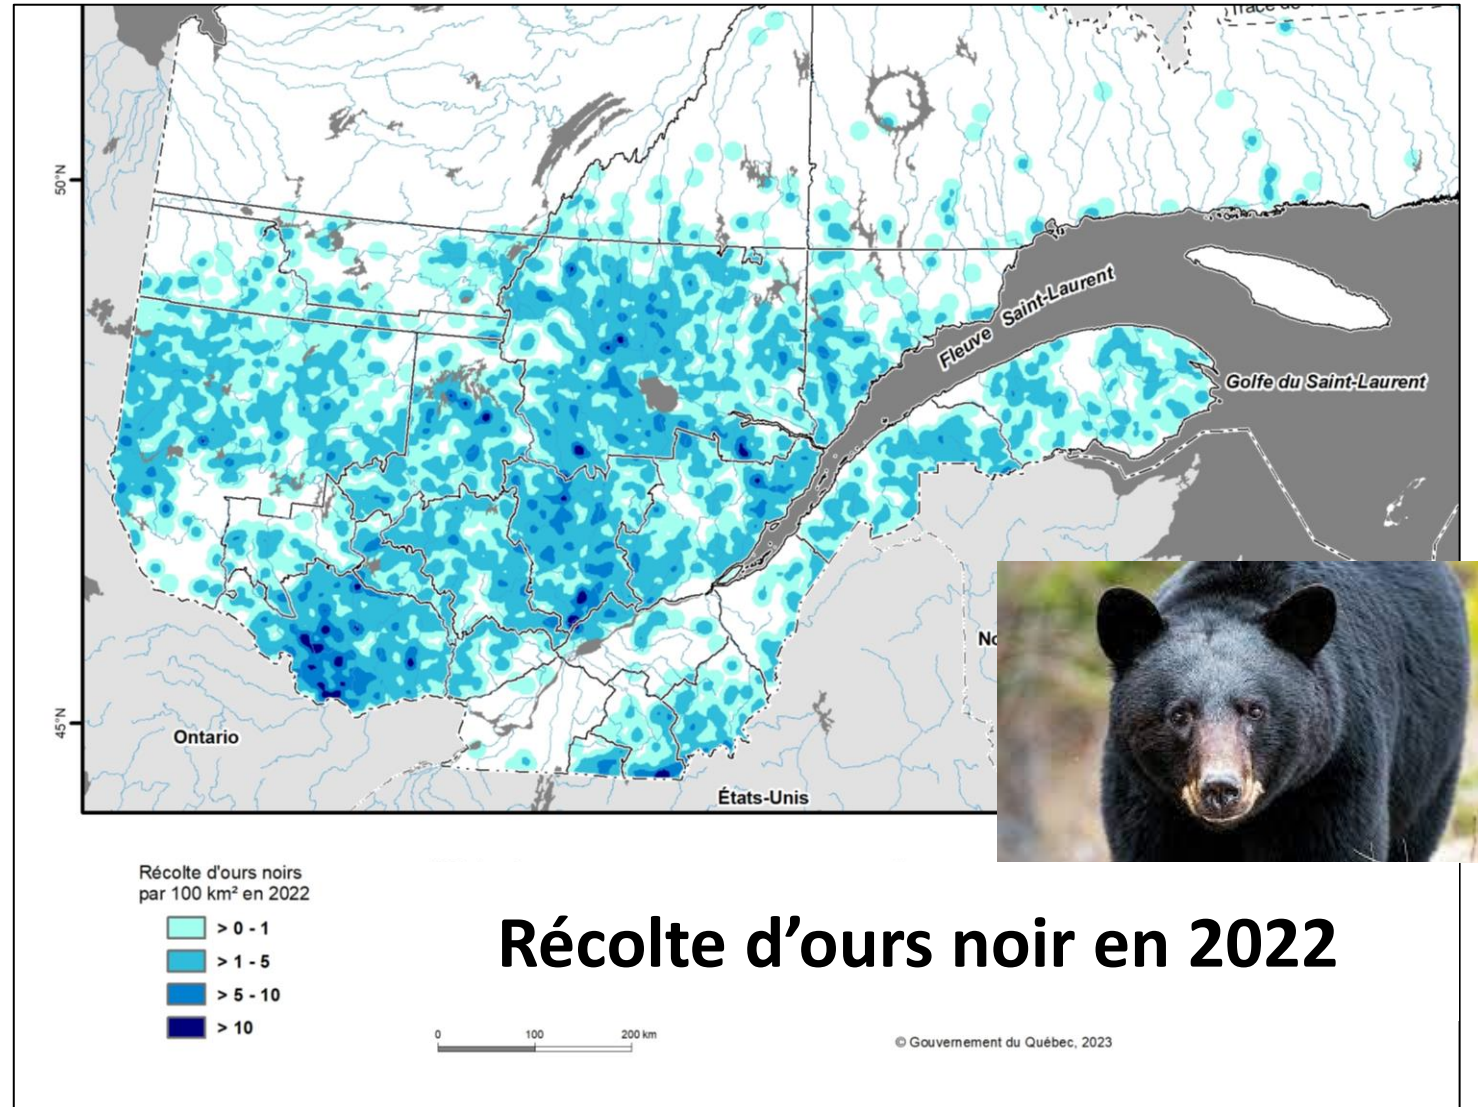 Tracé de
50°N
Fleuve Saint-Laurent
Golfe du Saint-Laurent
45°N
Ontario
États-Unis
Récolte d'ours noirs
par 100 km² en 2022
> 0 - 1
> 1 - 5
> 5 - 10
> 10
Récolte d’ours noir en 2022
0 100 200 km
© Gouvernement du Québec, 2023